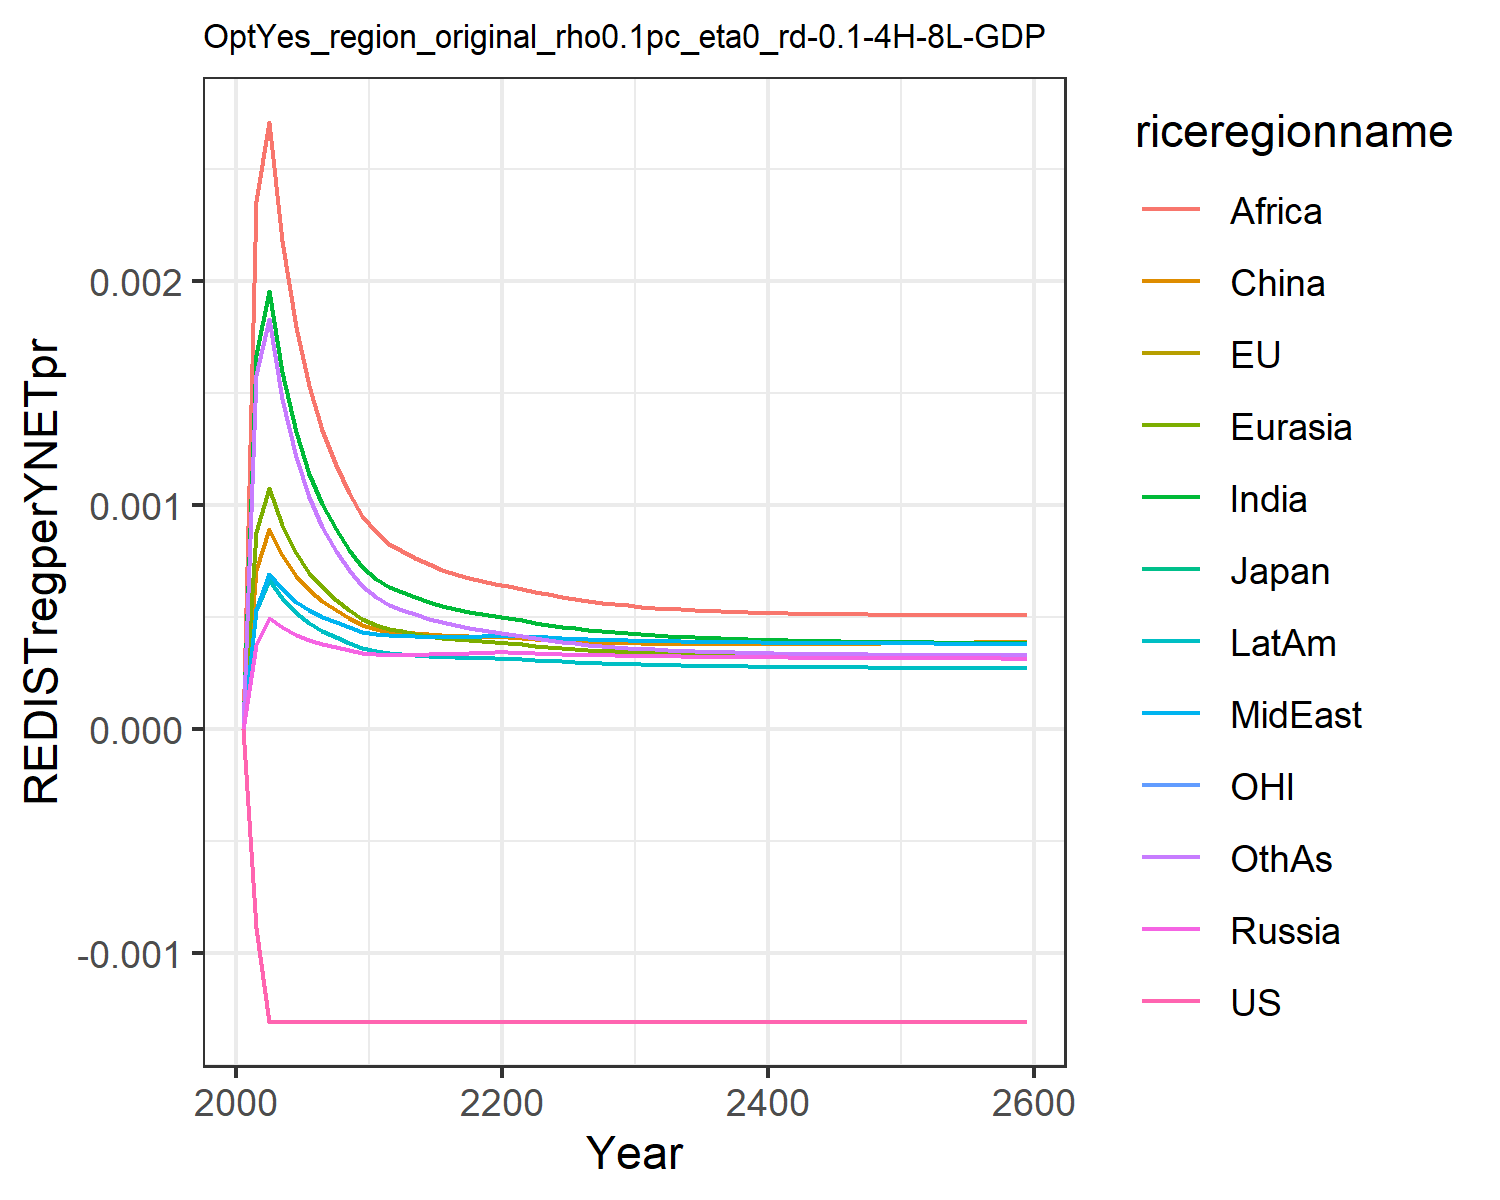 OptYes_region_original_rho0.1pc_eta0_rd-0.1-4H-8L-GDP
REDISTregperYNETpr
0.002
0.001
0.000
-0.001
2000
2200
2400
2600
Year
riceregionname
Africa
China
EU
Eurasia
India
Japan
LatAm
MidEast
OHI
OthAs
Russia
US